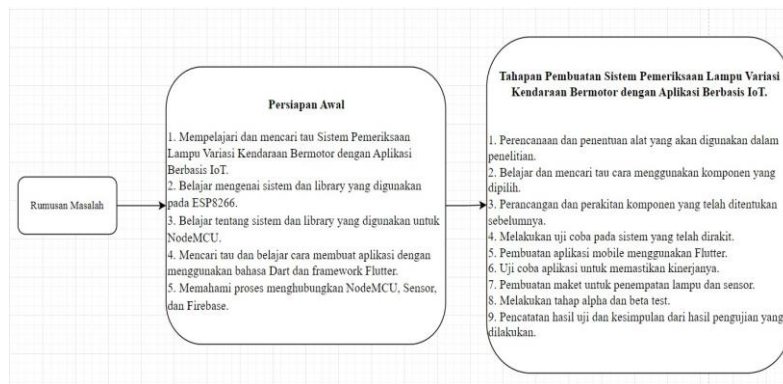 Rumusan Masalah
Persiapan Awal
1. Mempelajari dan mencari tau Sistem Pemeriksaan
Lampu Variasi Kendaraan Bermotor dengan Aplikasi
Berbasis IoT.
2. Belajar mengenai sistem dan library yang digunakan
pada ESP8266.
3. Belajar tentang sistem dan library yang digunakan untuk
NodeMCU.
4. Mencari tau dan belajar cara membuat aplikasi dengan
menggunakan bahasa Dart dan framework Flutter.
5. Memahami proses menghubungkan NodeMCU, Sensor,
dan Firebase.
Tahapan Pembuatan Sistem Pemeriksaan Lampu Variasi
Kendaraan Bermotor dengan Aplikasi Berbasis IoT.
1. Perencanaan dan penentuan alat yang akan digunakan dalam
penelitian.
2. Belajar dan mencari tau cara menggunakan komponen yang
dipilih.
3. Perancangan dan perakitan komponen yang telah ditentukan
sebelumnya.
4. Melakukan uji coba pada sistem yang telah dirakit.
5. Pembuatan aplikasi mobile menggunakan Flutter.
6. Uji coba aplikasi untuk memastikan kinerjanya.
7. Pembuatan maket untuk penempatan lampu dan sensor.
8. Melakukan tahap alpha dan beta test.
9. Pencatatan hasil uji dan kesimpulan dari hasil pengujian yang
dilakukan.